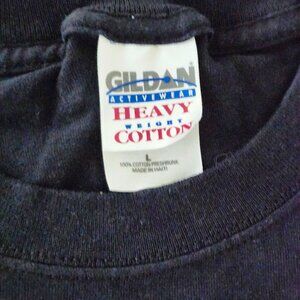 GILDAN
ACTIVEWEAR
HEAVY
WEIGHT
COTTON
L
100% COTTON PRESHRUNK
MADE IN HAITI